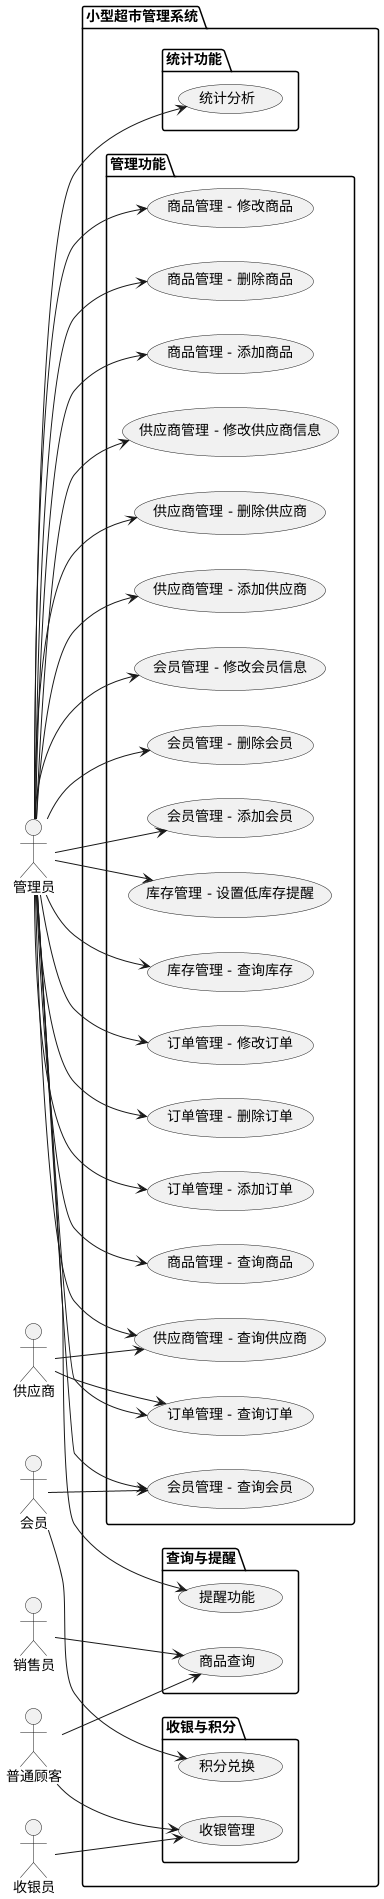 小型超市管理系统
统计功能
统计分析
管理功能
商品管理 - 修改商品
商品管理 - 删除商品
商品管理 - 添加商品
供应商管理 - 修改供应商信息
供应商管理 - 删除供应商
供应商管理 - 添加供应商
会员管理 - 修改会员信息
会员管理 - 删除会员
会员管理 - 添加会员
管理员
库存管理 - 设置低库存提醒
库存管理 - 查询库存
订单管理 - 修改订单
订单管理 - 删除订单
订单管理 - 添加订单
商品管理 - 查询商品
供应商管理 - 查询供应商
供应商
订单管理 - 查询订单
会员管理 - 查询会员
会员
查询与提醒
提醒功能
商品查询
销售员
收银与积分
积分兑换
普通顾客
收银管理
收银员